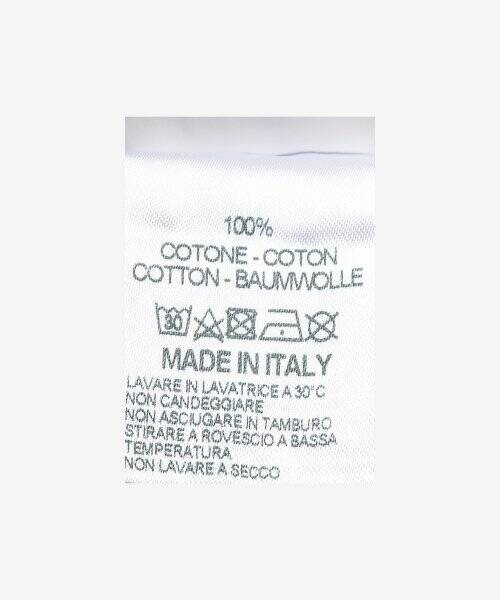 100%
COTONE - COTON
COTTON - BAUMWOLLE
30
MADE IN ITALY
LAVARE IN LAVATRICE A 30°C
NON CANDEGGIARE
NON ASCIUGARE IN TAMBURO
STIRARE A ROVESCIO A BASSA
TEMPERATURA
NON LAVARE A SECCO